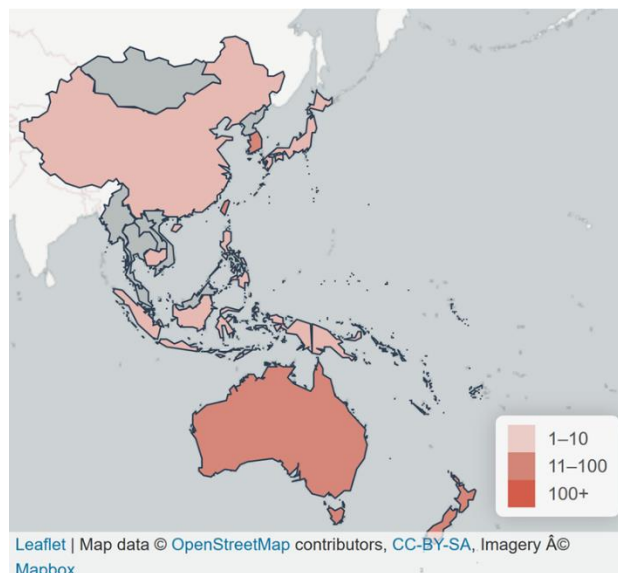 1–10
11–100
100+
Leaflet | Map data © OpenStreetMap contributors, CC-BY-SA, Imagery Â©
Mapbox